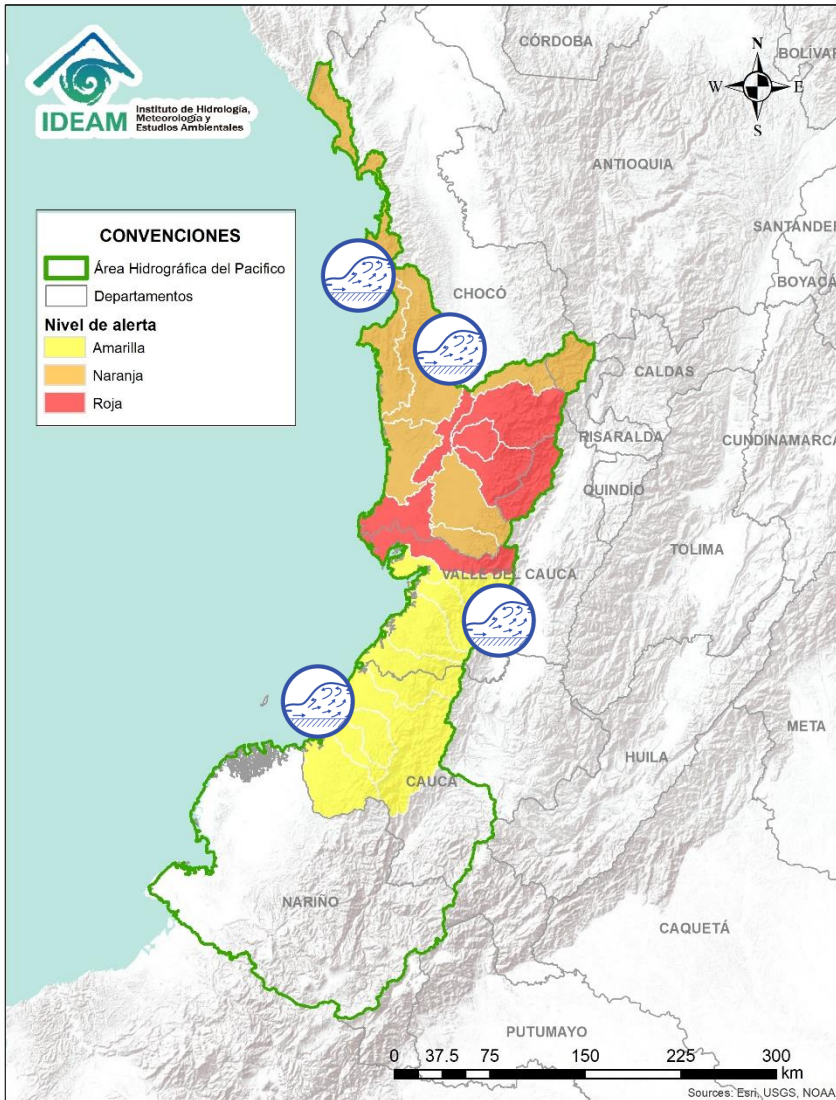 IDEAM
Instituto de Hidrología,
Meteorología y
Estudios Ambientales
N
W
E
S
CONVENCIONES
Área Hidrográfica del Pacifico
Departamentos
Nivel de alerta
Amarilla
Naranja
Roja
CÓRDOBA
BOLÍVAR
ANTIOQUIA
SANTANDER
BOYACÁ
CHOCÓ
CALDAS
RISARALDA
CUNDINAMARCA
QUINDÍO
TOLIMA
VALLE DEL CAUCA
META
HUILA
CAUCA
NARIÑO
CAQUETÁ
PUTUMAYO
0 37.5 75 150 225 300
km
Sources: Esri, USGS, NOAA